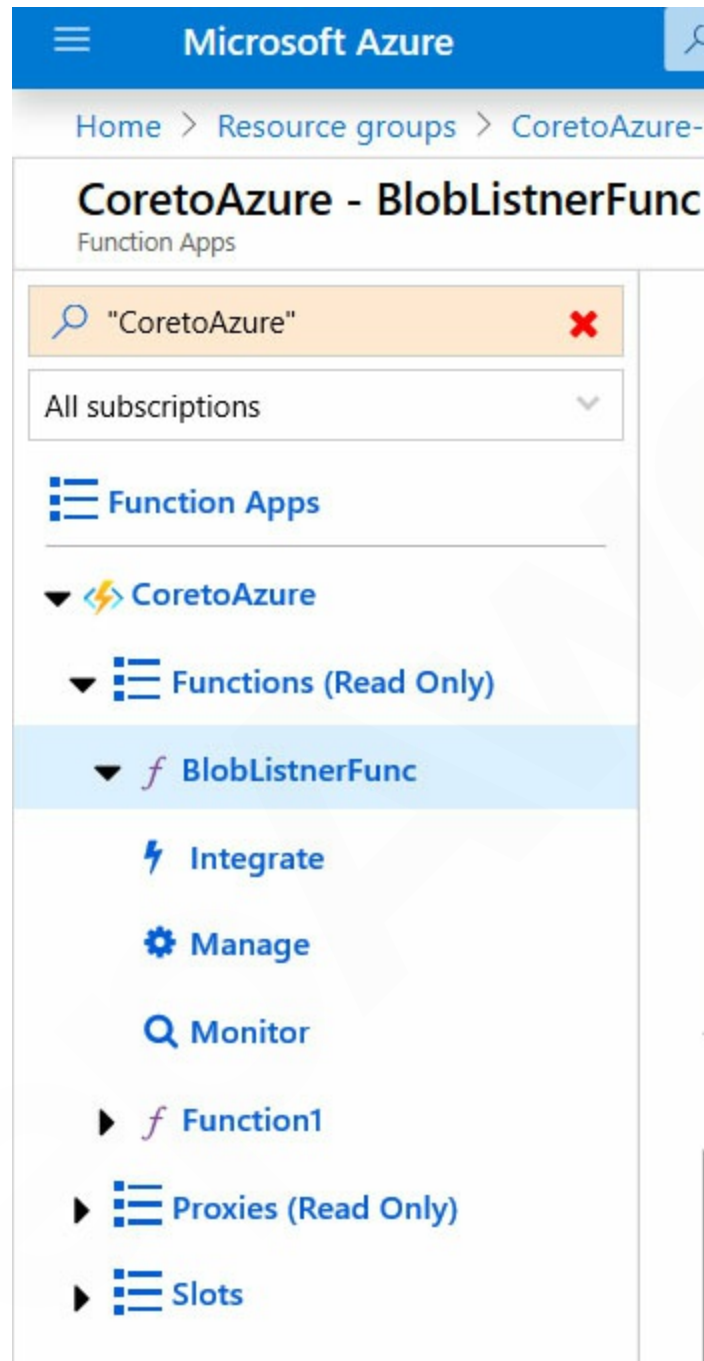 Microsoft Azure
Home > Resource groups > CoretoAzure-
CoretoAzure - BlobListnerFunc
Function Apps
"CoretoAzure"
All subscriptions
Function Apps
CoretoAzure
Functions (Read Only)
f BlobListnerFunc
Integrate
Manage
Monitor
f Function1
Proxies (Read Only)
Slots